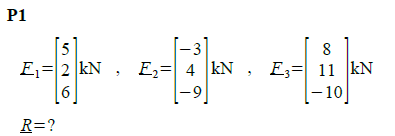 P1
F₁=[5 2 6]kN , F₂=[-3 4 -9]kN , F₃=[8 11 -10]kN
R=?